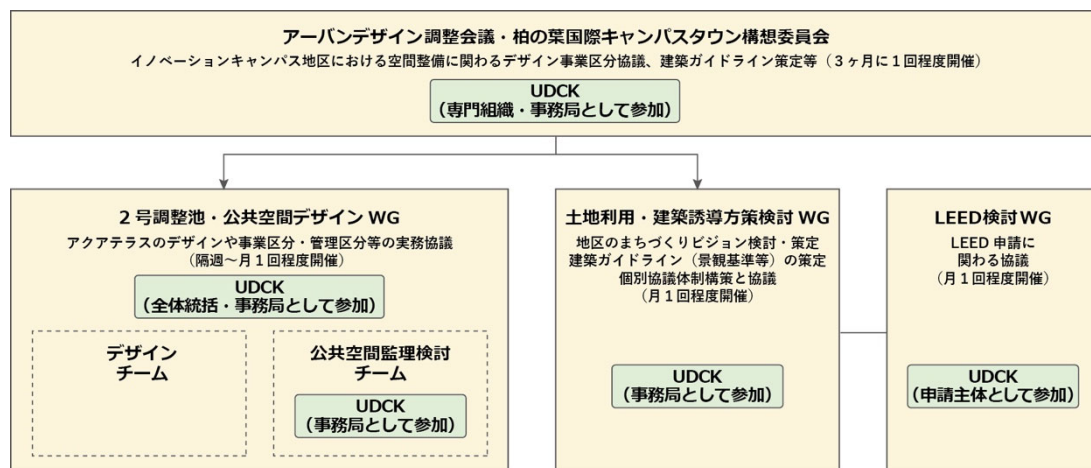 アーバンデザイン調整会議・柏の葉国際キャンパスタウン構想委員会
イノベーションキャンパス地区における空間整備に関わるデザイン事業区分協議、建築ガイドライン策定等（３ヶ月に１回程度開催）
UDCK
（専門組織・事務局として参加）
２号調整池・公共空間デザイン WG
アクアテラスのデザインや事業区分・管理区分等の実務協議
（隔週～月１回程度開催）
UDCK
（全体統括・事務局として参加）
デザイン
チーム
公共空間監理検討
チーム
UDCK
（事務局として参加）
土地利用・建築誘導方策検討 WG
地区のまちづくりビジョン検討・策定
建築ガイドライン（景観基準等）の策定
個別協議体制構策と協議
（月１回程度開催）
UDCK
（事務局として参加）
LEED検討WG
LEED 申請に
関わる協議
（月１回程度開催）
UDCK
（申請主体として参加）